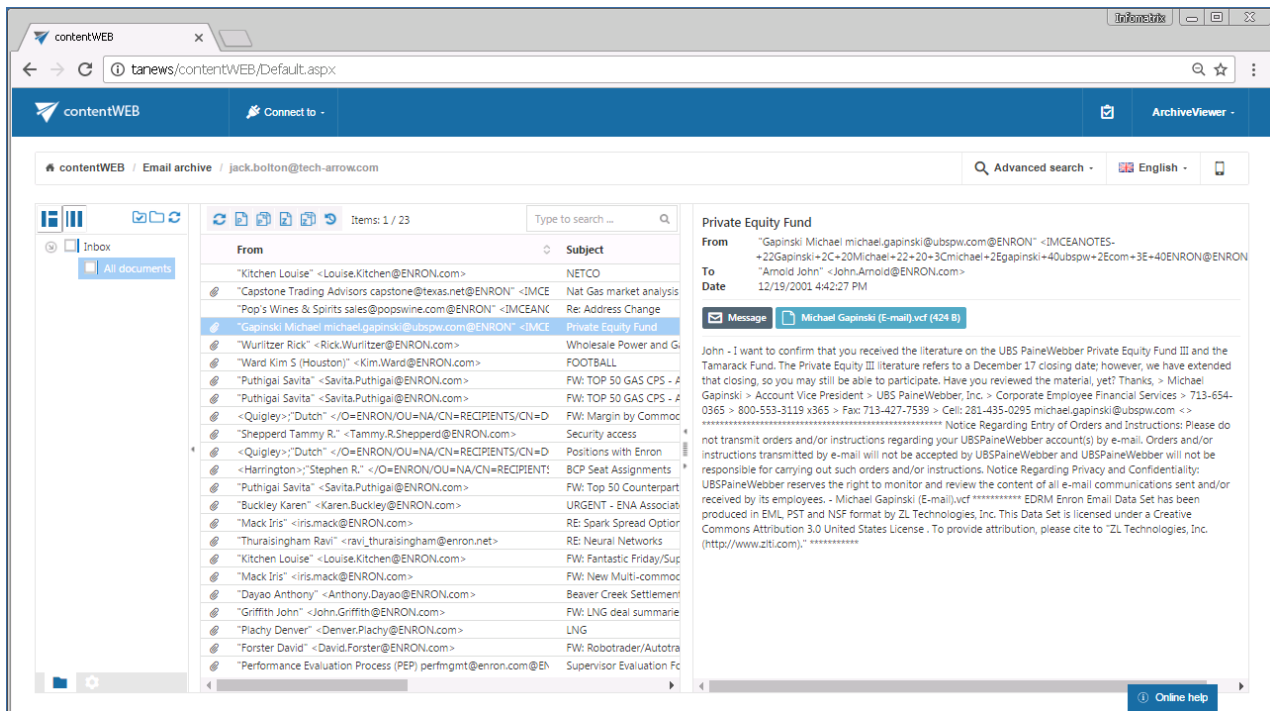 Infomatrix
contentWEB
tanews/contentWEB/Default.aspx
contentWEB Connect to ArchiveViewer
contentWEB / Email archive / jack.bolton@tech-arrow.com Advanced search English
Items: 1 / 23 Type to search ...
Inbox
All documents
From Subject
"Kitchen Louise" <Louise.Kitchen@ENRON.com> NETCO
"Capstone Trading Advisors capstone@texas.net@ENRON" <IMCE Nat Gas market analysis
"Pop's Wines & Spirits sales@popswine.com@ENRON" <IMCEANC Re: Address Change
"Gapinski Michael michael.gapinski@ubspw.com@ENRON" <IMCE Private Equity Fund
"Wurlitzer Rick" <Rick.Wurlitzer@ENRON.com> Wholesale Power and Ga
"Ward Kim S (Houston)" <Kim.Ward@ENRON.com> FOOTBALL
"Puthigai Savita" <Savita.Puthigai@ENRON.com> FW: TOP 50 GAS CPS - A
"Puthigai Savita" <Savita.Puthigai@ENRON.com> FW: TOP 50 GAS CPS - A
<Quigley>;"Dutch" </O=ENRON/OU=NA/CN=RECIPIENTS/CN=D FW: Margin by Commoc
"Shepperd Tammy R." <Tammy.R.Shepperd@ENRON.com> Security access
<Quigley>;"Dutch" </O=ENRON/OU=NA/CN=RECIPIENTS/CN=D Positions with Enron
<Harrington>;"Stephen R." </O=ENRON/OU=NA/CN=RECIPIENT: BCP Seat Assignments
"Puthigai Savita" <Savita.Puthigai@ENRON.com> FW: Top 50 Counterpart
"Buckley Karen" <Karen.Buckley@ENRON.com> URGENT - ENA Associat
"Mack Iris" <iris.mack@ENRON.com> RE: Spark Spread Option
"Thuraisingham Ravi" <ravi_thuraisingham@enron.net> RE: Neural Networks
"Kitchen Louise" <Louise.Kitchen@ENRON.com> FW: Fantastic Friday/Sup
"Mack Iris" <iris.mack@ENRON.com> FW: New Multi-commoc
"Dayao Anthony" <Anthony.Dayao@ENRON.com> Beaver Creek Settlement
"Griffith John" <John.Griffith@ENRON.com> FW: LNG deal summarie
"Plachy Denver" <Denver.Plachy@ENRON.com> LNG
"Forster David" <David.Forster@ENRON.com> FW: Robotrader/Autotra
"Performance Evaluation Process (PEP) perfmgmt@enron.com@EN Supervisor Evaluation Fo
Private Equity Fund
From "Gapinski Michael michael.gapinski@ubspw.com@ENRON" <IMCEANOTES-
+22Gapinski+2C+20Michael+22+20+3Cmichael+2Egapinski+40ubspw+2Ecom+3E+40ENRON@ENRON
To "Arnold John" <John.Arnold@ENRON.com>
Date 12/19/2001 4:42:27 PM
Message Michael Gapinski (E-mail).vcf (424 B)
John - I want to confirm that you received the literature on the UBS PaineWebber Private Equity Fund III and the
Tamarack Fund. The Private Equity III literature refers to a December 17 closing date; however, we have extended
that closing, so you may still be able to participate. Have you reviewed the material, yet? Thanks, > Michael
Gapinski > Account Vice President > UBS PaineWebber, Inc. > Corporate Employee Financial Services > 713-654-
0365 > 800-553-3119 x365 > Fax: 713-427-7539 > Cell: 281-435-0295 michael.gapinski@ubspw.com <>
****************************************************** Notice Regarding Entry of Orders and Instructions: Please do
not transmit orders and/or instructions regarding your UBSPaineWebber account(s) by e-mail. Orders and/or
instructions transmitted by e-mail will not be accepted by UBSPaineWebber and UBSPaineWebber will not be
responsible for carrying out such orders and/or instructions. Notice Regarding Privacy and Confidentiality:
UBSPaineWebber reserves the right to monitor and review the content of all e-mail communications sent and/or
received by its employees. - Michael Gapinski (E-mail).vcf *********** EDRM Enron Email Data Set has been
produced in EML, PST and NSF format by ZL Technologies, Inc. This Data Set is licensed under a Creative
Commons Attribution 3.0 United States License . To provide attribution, please cite to "ZL Technologies, Inc.
(http://www.zlti.com)." ***********
Online help